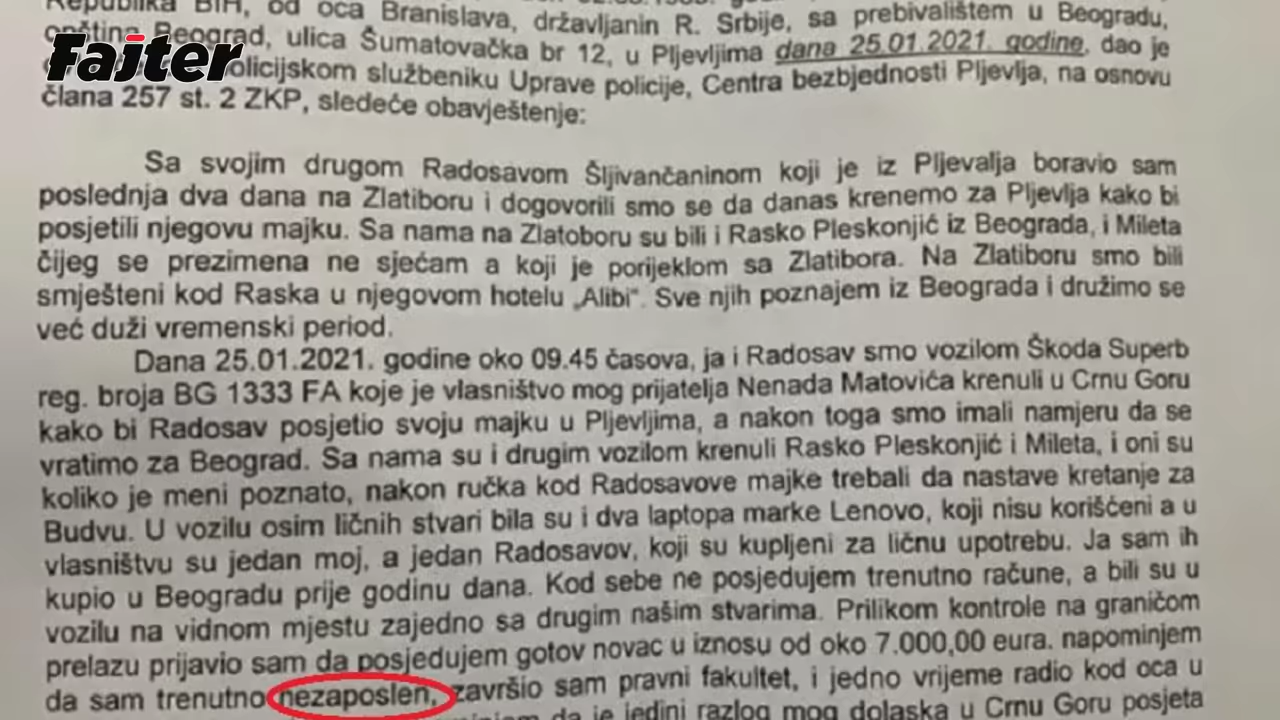 Republika BiH, od oca Branislava, državljanin R. Srbije, sa prebivalištem u Beogradu,
opština Beograd, ulica Šumatovačka br 12, u Pljevljima dana 25.01.2021. godine, dao je
Fajter
policijskom službeniku Uprave policije, Centra bezbjednosti Pljevlja, na osnovu
člana 257 st. 2 ZKP, sledeće obavještenje:
Sa svojim drugom Radosavom Šljivančaninom koji je iz Pljevalja boravio sam
poslednja dva dana na Zlatiboru i dogovorili smo se da danas krenemo za Pljevlja kako bi
posjetili njegovu majku. Sa nama na Zlatoboru su bili i Rasko Pleskonjić iz Beograda, i Mileta
čijeg se prezimena ne sjećam a koji je porijeklom sa Zlatibora. Na Zlatiboru smo bili
smješteni kod Raska u njegovom hotelu „Alibi“. Sve njih poznajem iz Beograda i družimo se
već duži vremenski period.
Dana 25.01.2021. godine oko 09.45 časova, ja i Radosav smo vozilom Škoda Superb
reg. broja BG 1333 FA koje je vlasništvo mog prijatelja Nenada Matovića krenuli u Crnu Goru
kako bi Radosav posjetio svoju majku u Pljevljima, a nakon toga smo imali namjeru da se
vratimo za Beograd. Sa nama su i drugim vozilom krenuli Rasko Pleskonjić i Mileta, i oni su
koliko je meni poznato, nakon ručka kod Radosavove majke trebali da nastave kretanje za
Budvu. U vozilu osim ličnih stvari bila su i dva laptopa marke Lenovo, koji nisu korišćeni a u
vlasništvu su jedan moj, a jedan Radosavov, koji su kupljeni za ličnu upotrebu. Ja sam ih
kupio u Beogradu prije godinu dana. Kod sebe ne posjedujem trenutno račune, a bili su u
vozilu na vidnom mjestu zajedno sa drugim našim stvarima. Prilikom kontrole na graničom
prelazu prijavio sam da posjedujem gotov novac u iznosu od oko 7.000,00 eura. napominjem
da sam trenutno nezaposlen, završio sam pravni fakultet, i jedno vrijeme radio kod oca u
da je jedini razlog mog dolaska u Crnu Goru posjeta